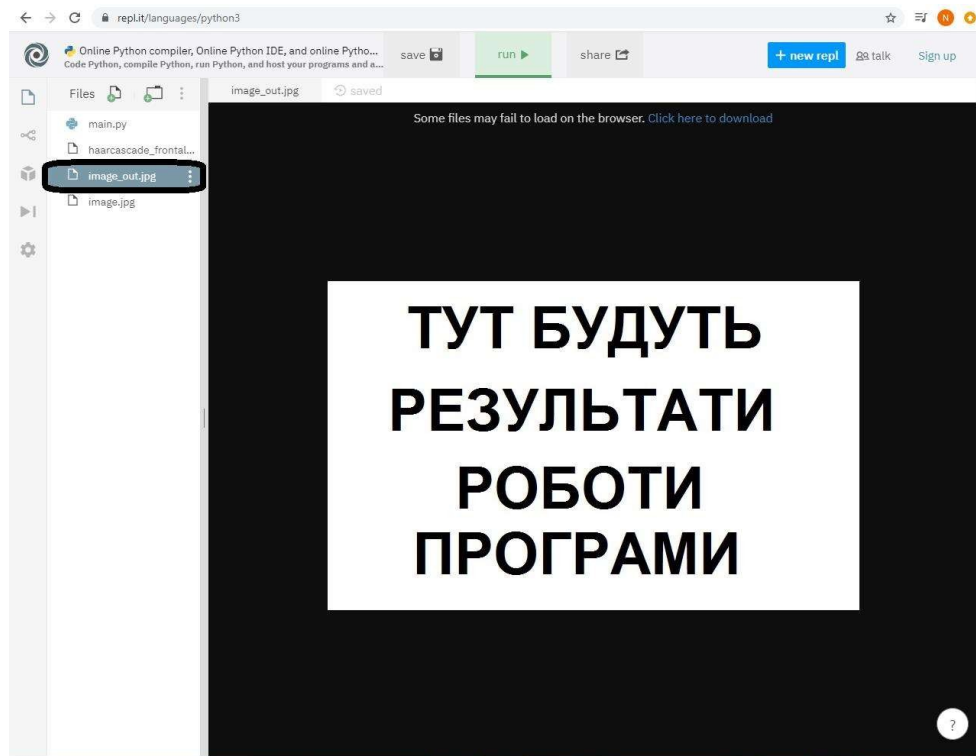 repl.it/languages/python3
N
Online Python compiler, Online Python IDE, and online Pytho...
Code Python, compile Python, run Python, and host your programs and a...
save
run
share
+ new repl
talk
Sign up
Files
image_out.jpg
saved
main.py
haarcascade_frontal...
image_out.jpg
image.jpg
Some files may fail to load on the browser. Click here to download
ТУТ БУДУТЬ
РЕЗУЛЬТАТИ
РОБОТИ
ПРОГРАМИ
?